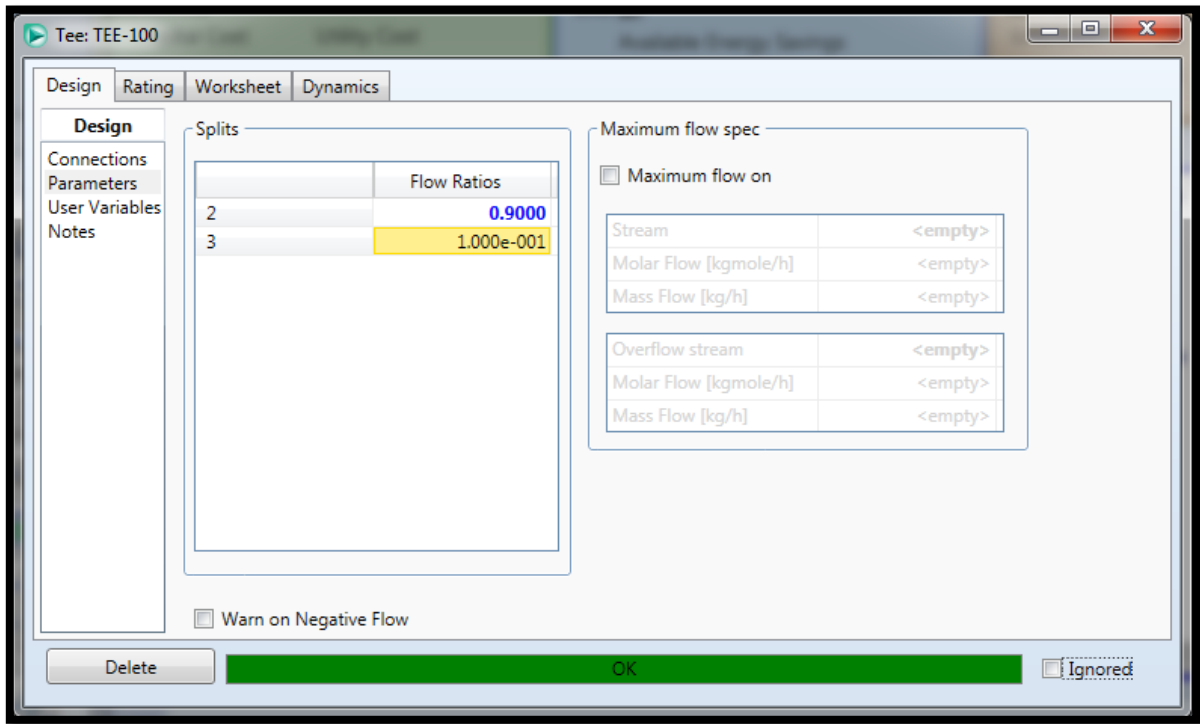 Tee: TEE-100
Design Rating Worksheet Dynamics
Design
Connections
Parameters
User Variables
Notes
Splits
Flow Ratios
2 0.9000
3 1.000e-001
Maximum flow spec
Maximum flow on
Stream <empty>
Molar Flow [kgmole/h] <empty>
Mass Flow [kg/h] <empty>
Overflow stream <empty>
Molar Flow [kgmole/h] <empty>
Mass Flow [kg/h] <empty>
Warn on Negative Flow
Delete OK Ignored